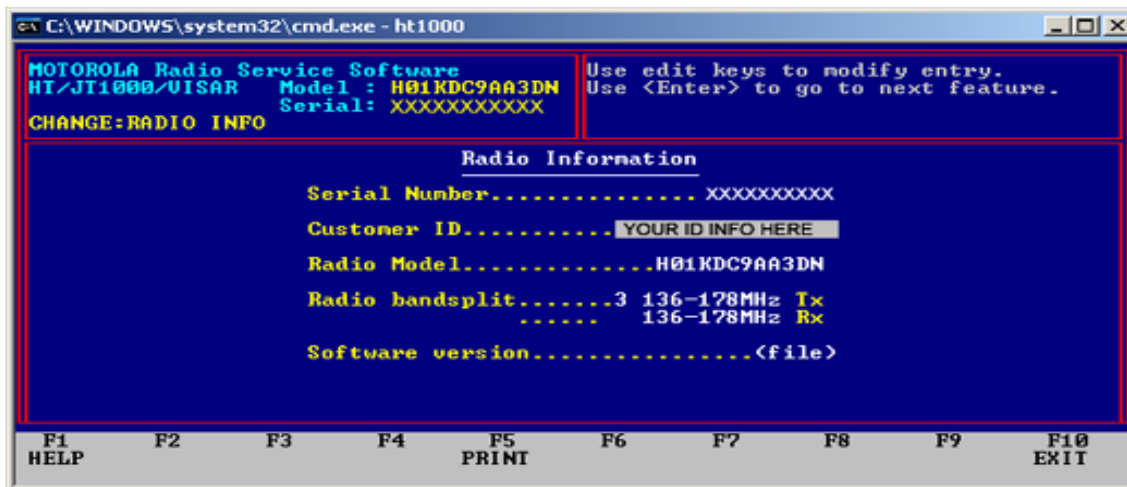 C:\WINDOWS\system32\cmd.exe - ht1000
MOTOROLA Radio Service Software
HT/JT1000/VISAR Model : H01KDC9AA3DN
Serial: XXXXXXXXXXX
CHANGE:RADIO INFO
Use edit keys to modify entry.
Use <Enter> to go to next feature.
Radio Information
Serial Number................ XXXXXXXXXX
Customer ID........... YOUR ID INFO HERE
Radio Model...............H01KDC9AA3DN
Radio bandsplit.......3 136-178MHz Tx
...... 136-178MHz Rx
Software version.................(file)
F1 F2 F3 F4 F5 F6 F7 F8 F9 F10
HELP PRINT EXIT